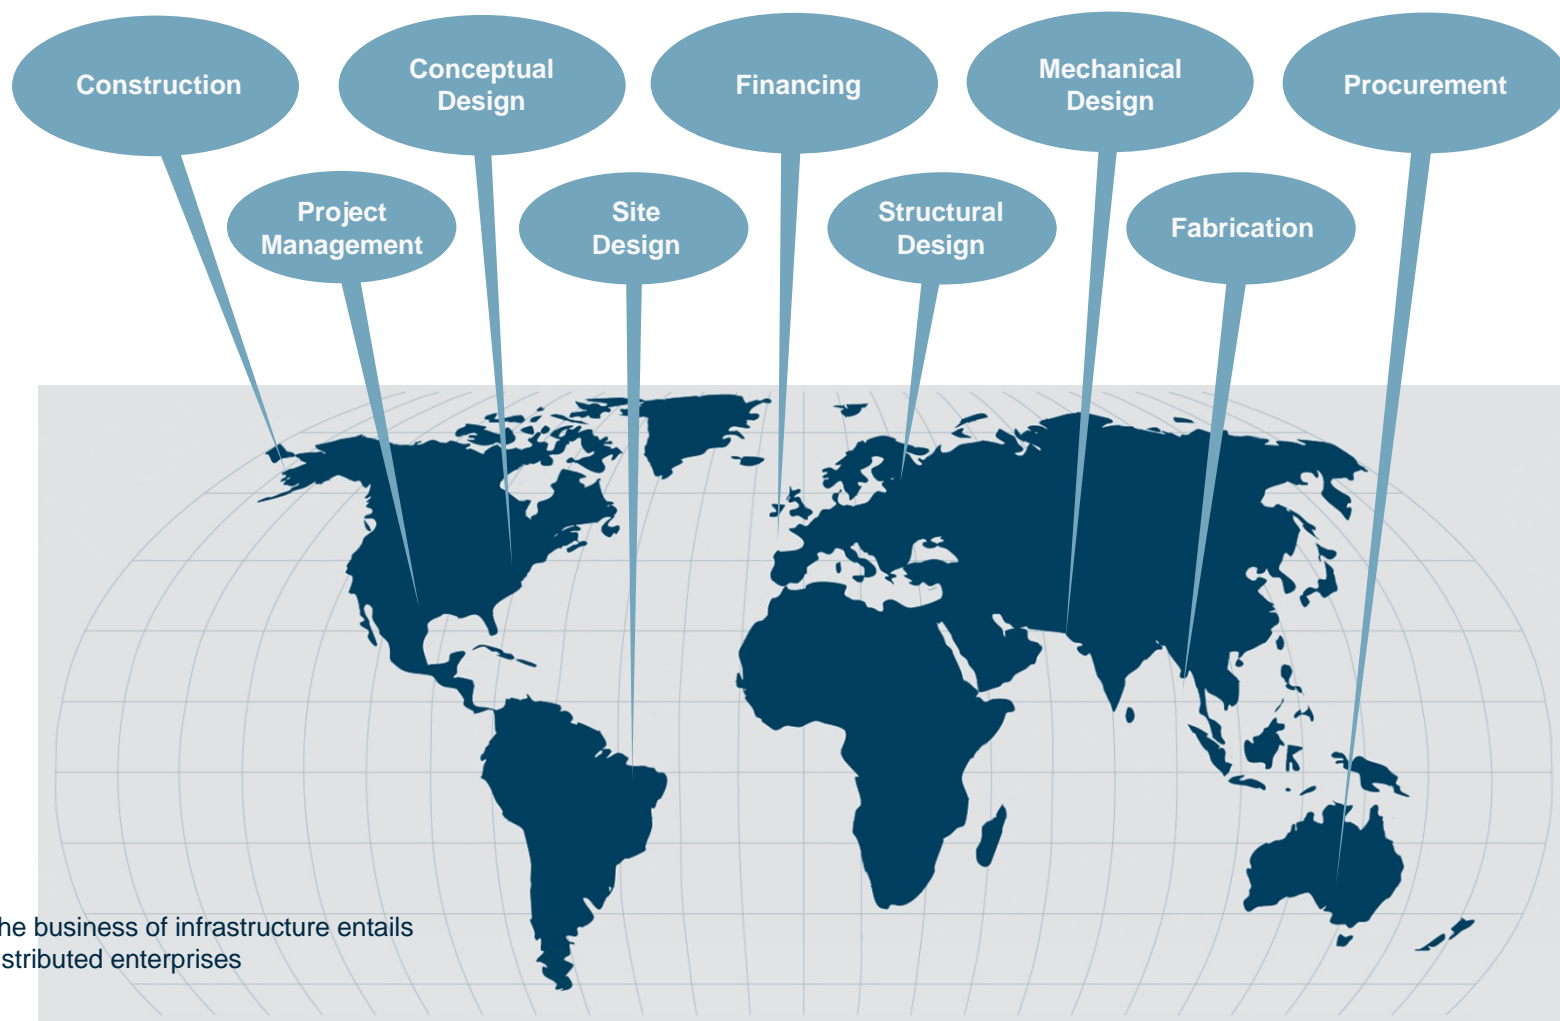 Construction
Conceptual
Design
Financing
Mechanical
Design
Procurement
Project
Management
Site
Design
Structural
Design
Fabrication
he business of infrastructure entails
stributed enterprises